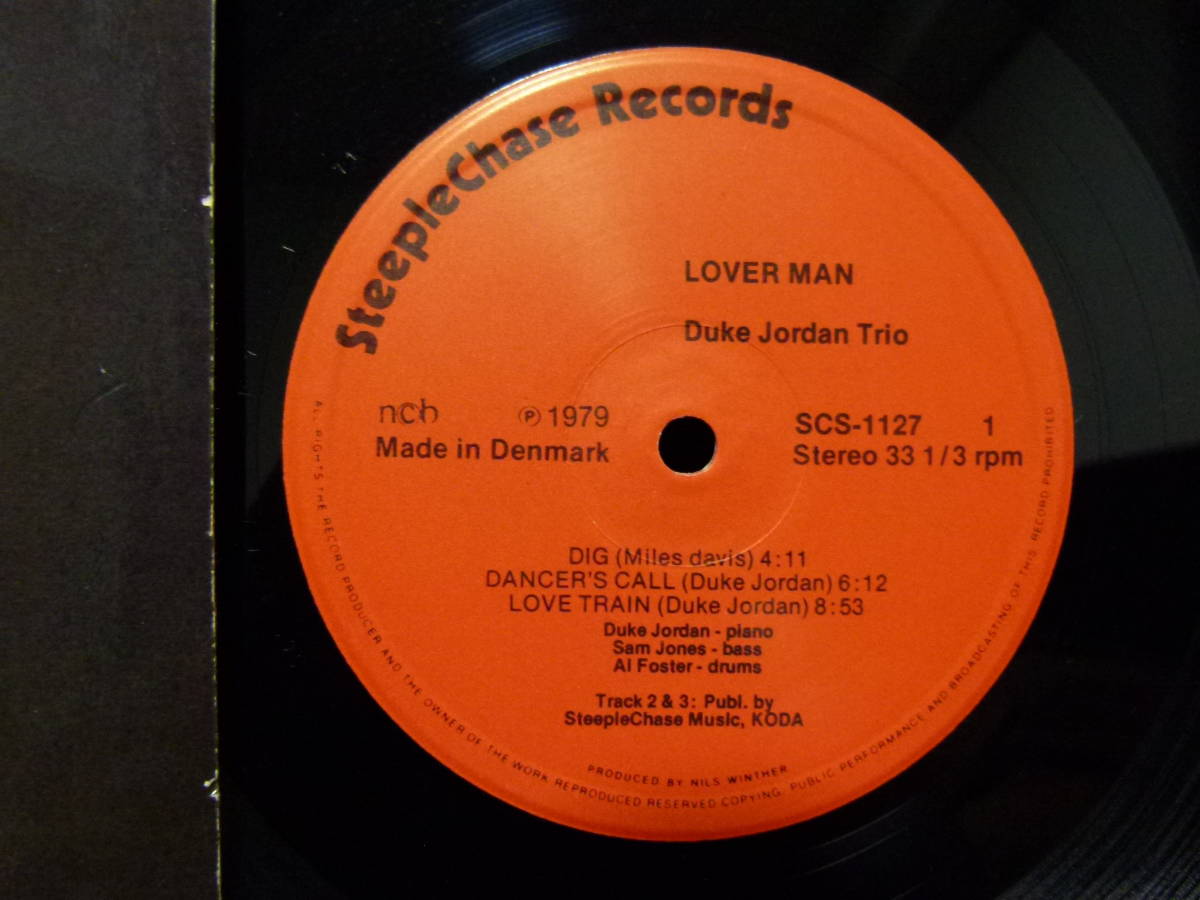 SteepleChase Records
LOVER MAN
Duke Jordan Trio
n©b
℗ 1979
Made in Denmark
SCS-1127 1
Stereo 33 1/3 rpm
DIG (Miles davis) 4:11
DANCER'S CALL (Duke Jordan) 6:12
LOVE TRAIN (Duke Jordan) 8:53
Duke Jordan - piano
Sam Jones - bass
Al Foster - drums
Track 2 & 3: Publ. by
SteepleChase Music, KODA
PRODUCED BY NILS WINTHER
ALL RIGHTS THE RECORD PRODUCER AND THE OWNER OF THE WORK REPRODUCED RESERVED COPYING, PUBLIC PERFORMANCE AND BROADCASTING OF THIS RECORD PROHIBITED